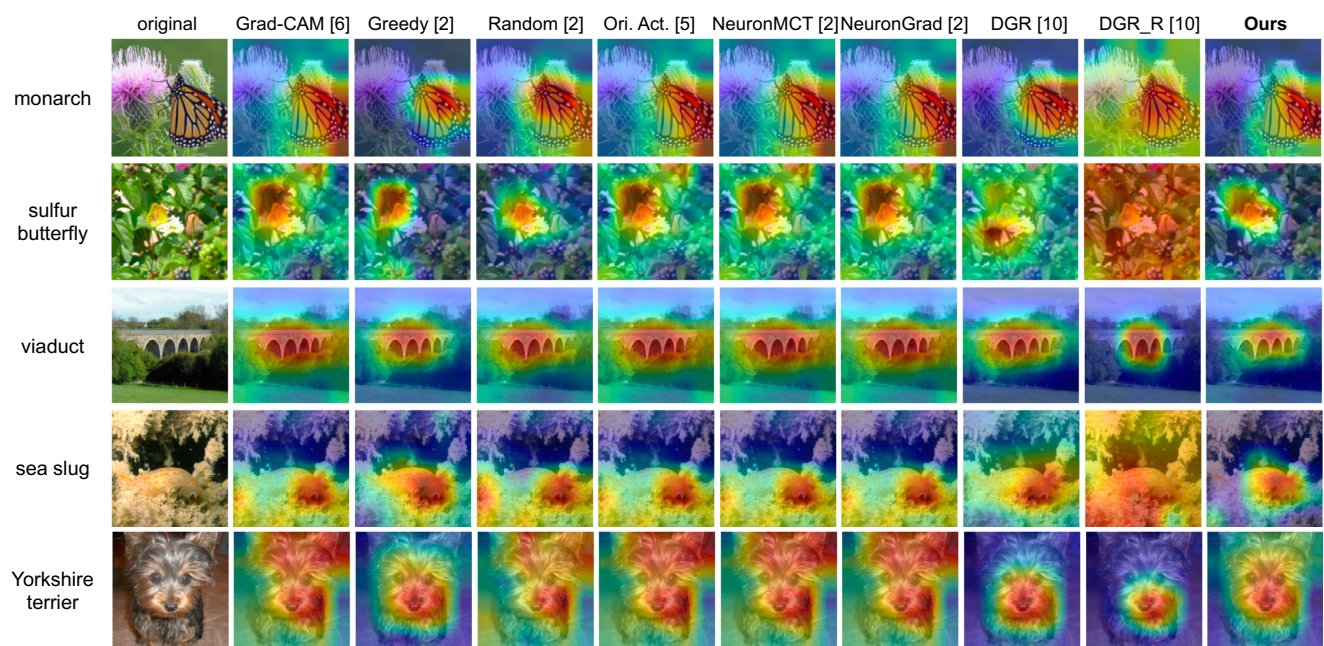 original Grad-CAM [6] Greedy [2] Random [2] Ori. Act. [5] NeuronMCT [2] NeuronGrad [2] DGR [10] DGR_R [10] Ours
monarch
sulfur
butterfly
viaduct
sea slug
Yorkshire
terrier